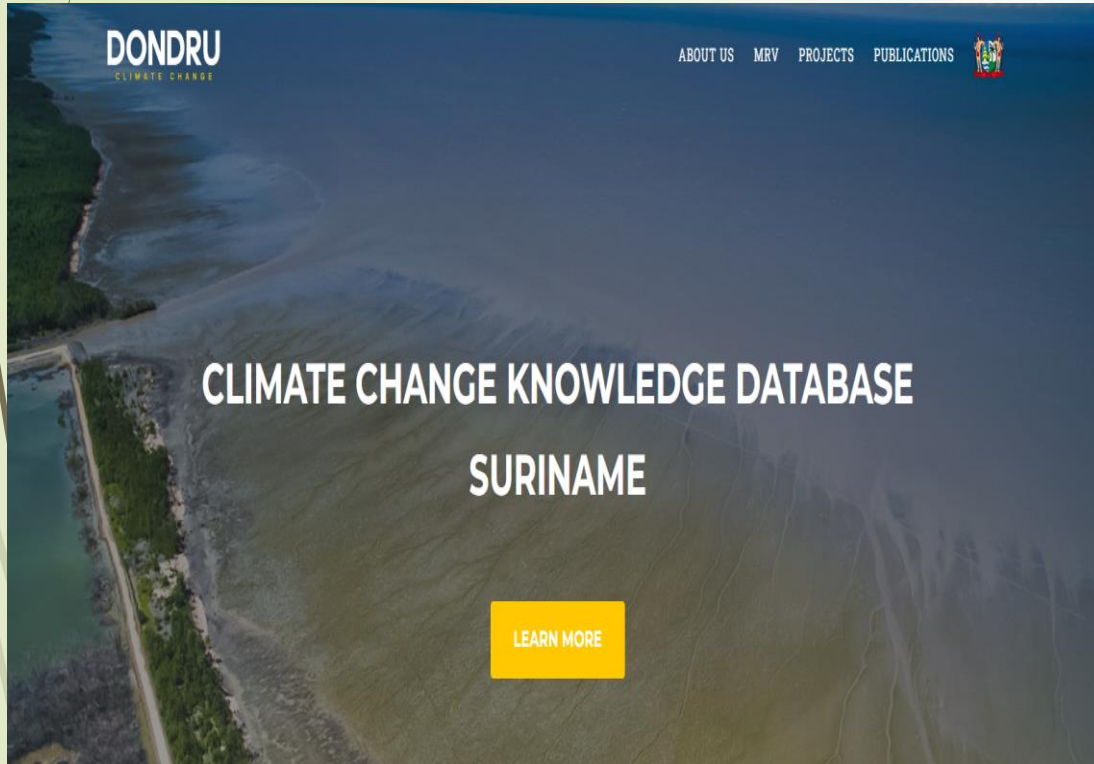 DONDRU
CLIMATE CHANGE
ABOUT US MRV PROJECTS PUBLICATIONS
CLIMATE CHANGE KNOWLEDGE DATABASE
SURINAME
LEARN MORE